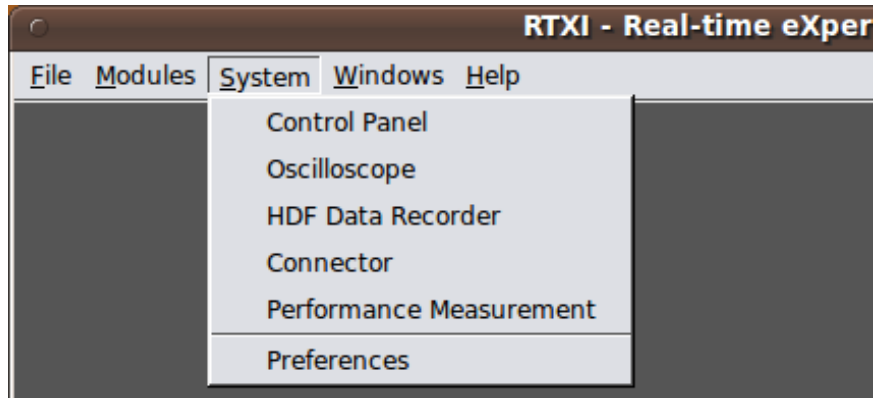 RTXI - Real-time eXper
File Modules System Windows Help
Control Panel
Oscilloscope
HDF Data Recorder
Connector
Performance Measurement
Preferences